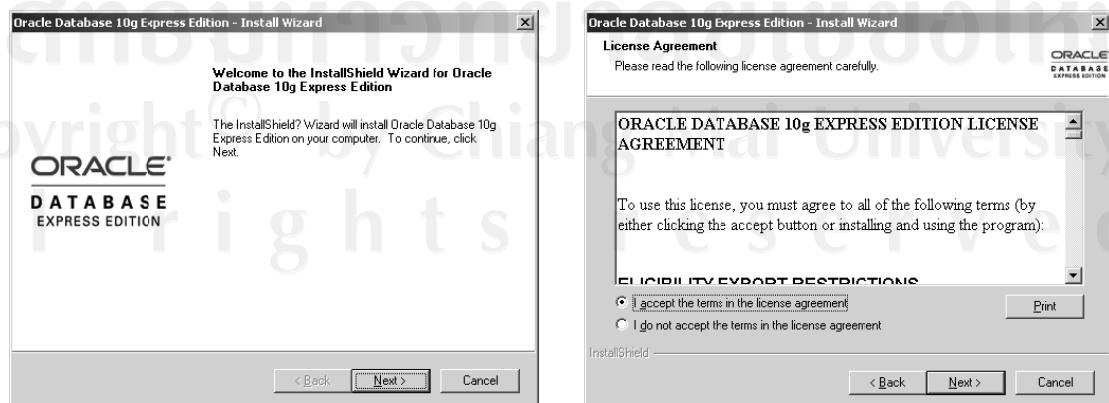 Oracle Database 10g Express Edition - Install Wizard
Welcome to the InstallShield Wizard for Oracle
Database 10g Express Edition
The InstallShield? Wizard will install Oracle Database 10g
Express Edition on your computer.  To continue, click
Next.
ORACLE®
DATABASE
EXPRESS EDITION
< Back
Next >
Cancel
Oracle Database 10g Express Edition - Install Wizard
License Agreement
Please read the following license agreement carefully.
ORACLE
DATABASE
EXPRESS EDITION
ORACLE DATABASE 10g EXPRESS EDITION LICENSE
AGREEMENT
To use this license, you must agree to all of the following terms (by
either clicking the accept button or installing and using the program):
ELIGIBILITY EXPORT RESTRICTIONS
I accept the terms in the license agreement
I do not accept the terms in the license agreement
Print
InstallShield
< Back
Next >
Cancel
by Chiang Mai University
rights reserved